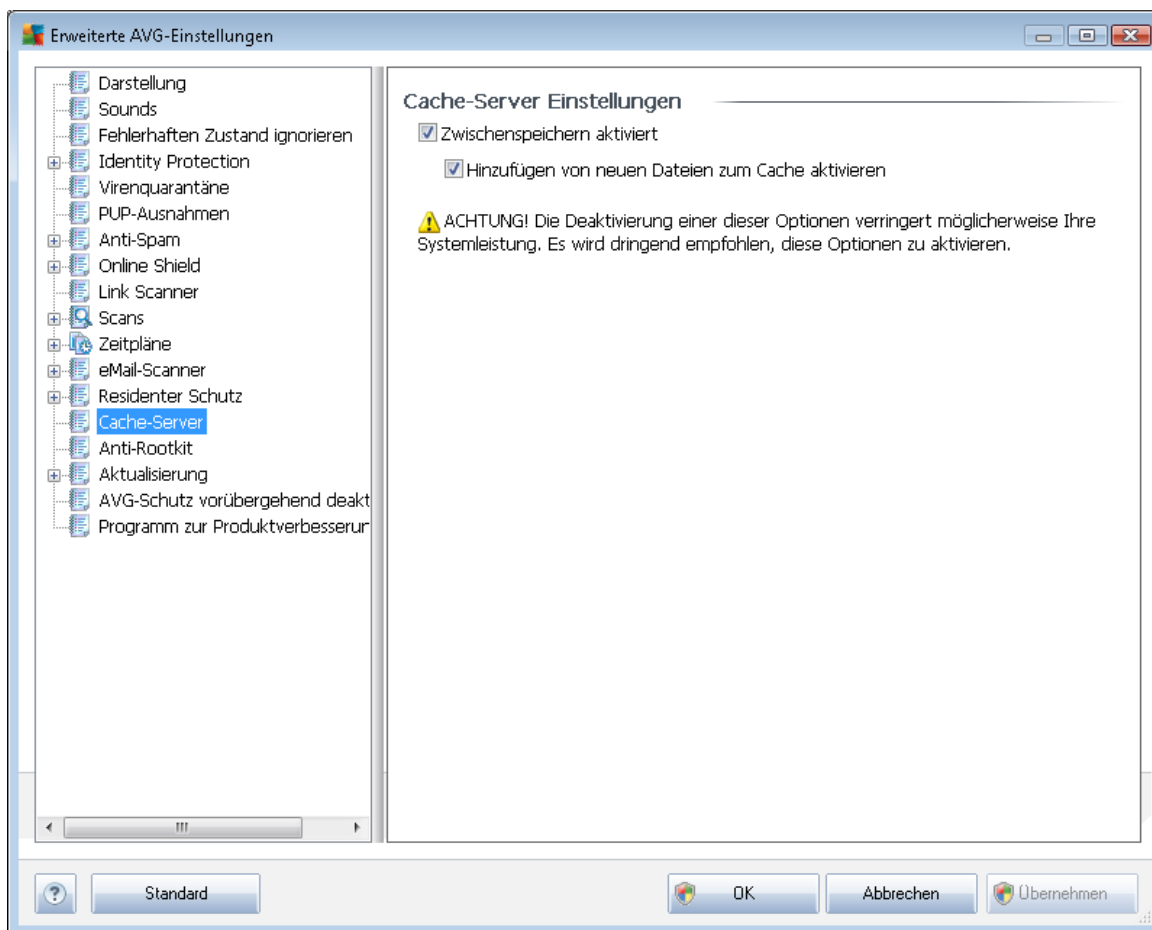 Erweiterte AVG-Einstellungen
Darstellung
Sounds
Fehlerhaften Zustand ignorieren
Identity Protection
Virenquarantäne
PUP-Ausnahmen
Anti-Spam
Online Shield
Link Scanner
Scans
Zeitpläne
eMail-Scanner
Residenter Schutz
Cache-Server
Anti-Rootkit
Aktualisierung
AVG-Schutz vorübergehend deakt
Programm zur Produktverbesserur
Cache-Server Einstellungen
Zwischenspeichern aktiviert
Hinzufügen von neuen Dateien zum Cache aktivieren
ACHTUNG! Die Deaktivierung einer dieser Optionen verringert möglicherweise Ihre
Systemleistung. Es wird dringend empfohlen, diese Optionen zu aktivieren.
Standard
OK
Abbrechen
Übernehmen